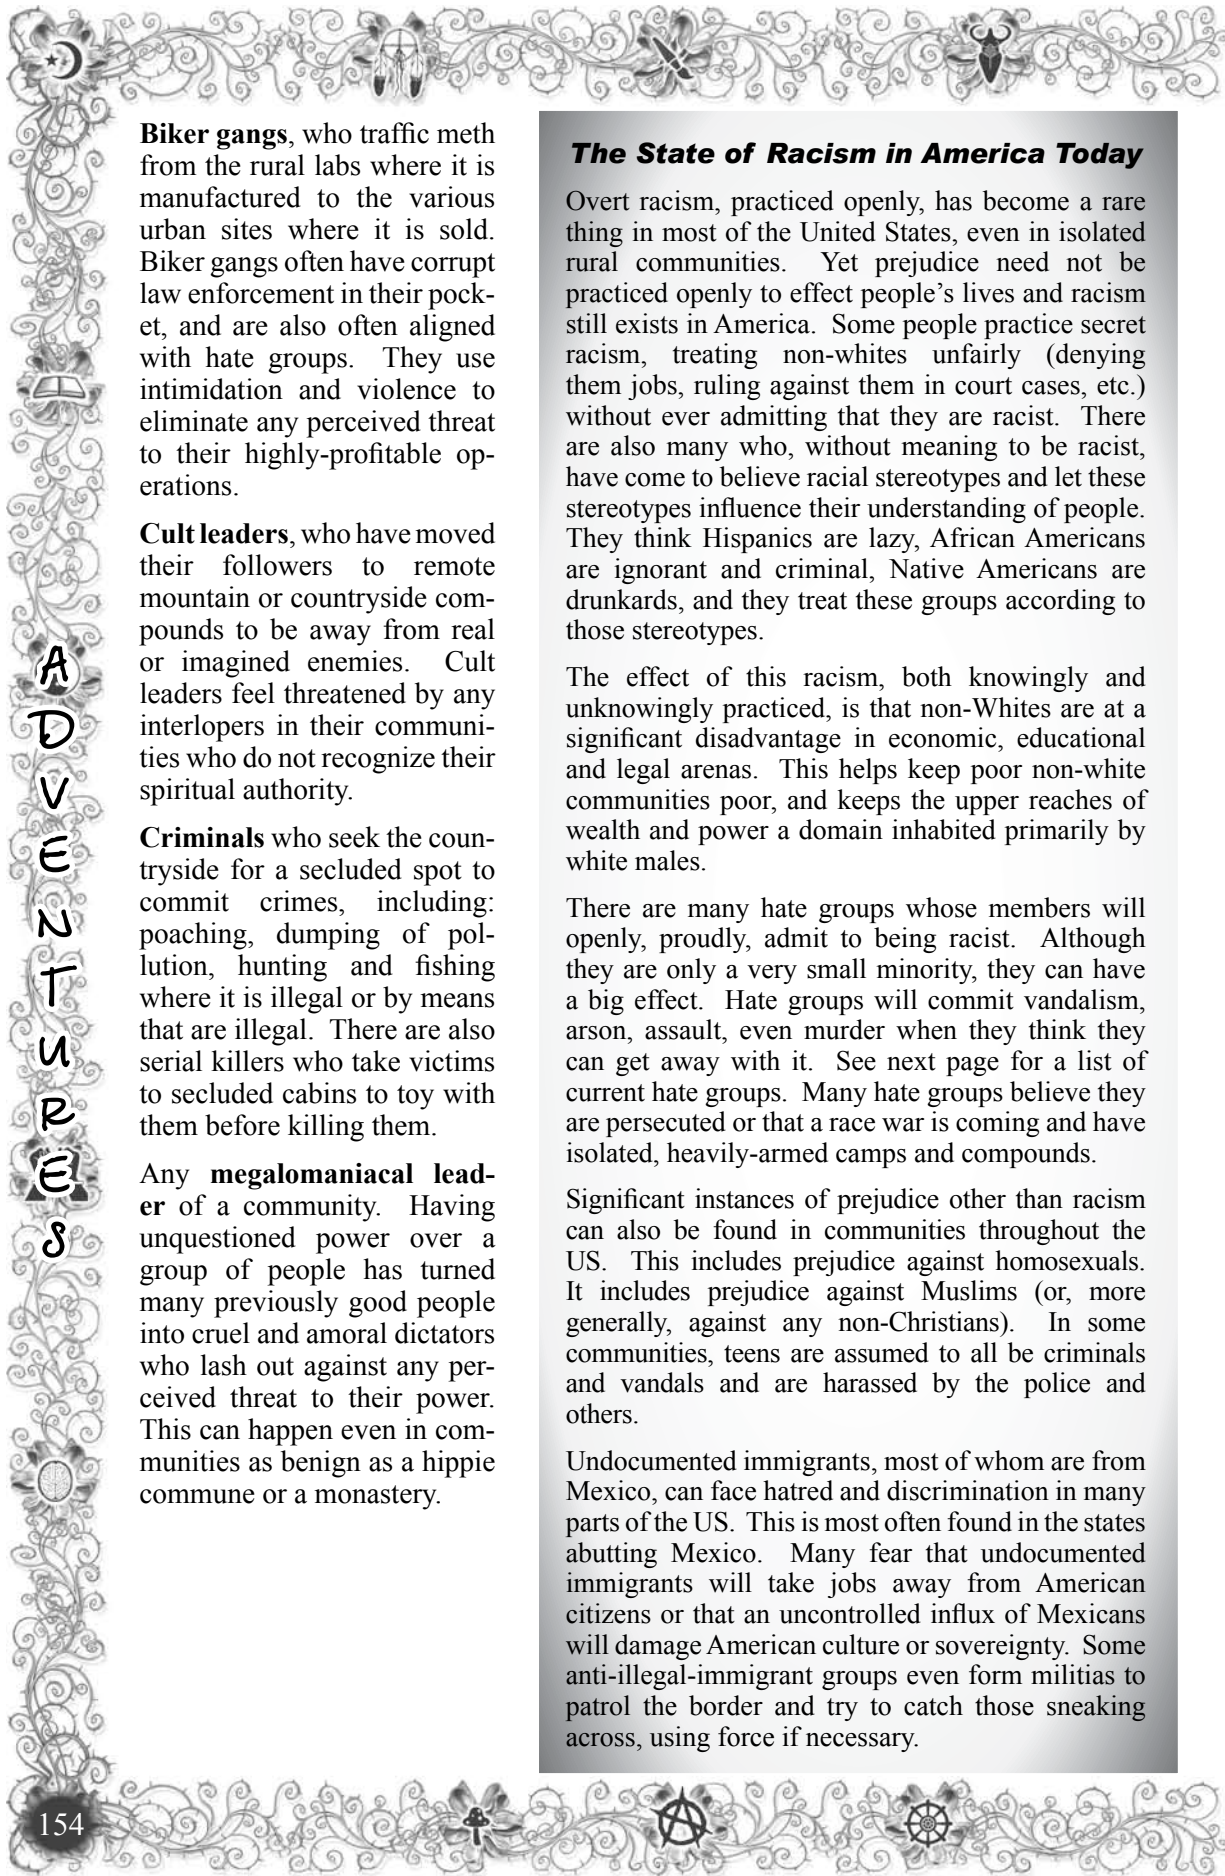 Biker gangs, who traffic meth
from the rural labs where it is
manufactured to the various
urban sites where it is sold.
Biker gangs often have corrupt
law enforcement in their pock-
et, and are also often aligned
with hate groups. They use
intimidation and violence to
eliminate any perceived threat
to their highly-profitable op-
erations.
Cult leaders, who have moved
their followers to remote
mountain or countryside com-
pounds to be away from real
or imagined enemies. Cult
leaders feel threatened by any
interlopers in their communi-
ties who do not recognize their
spiritual authority.
Criminals who seek the coun-
tryside for a secluded spot to
commit crimes, including:
poaching, dumping of pol-
lution, hunting and fishing
where it is illegal or by means
that are illegal. There are also
serial killers who take victims
to secluded cabins to toy with
them before killing them.
Any megalomaniacal lead-
er of a community. Having
unquestioned power over a
group of people has turned
many previously good people
into cruel and amoral dictators
who lash out against any per-
ceived threat to their power.
This can happen even in com-
munities as benign as a hippie
commune or a monastery.
The State of Racism in America Today
Overt racism, practiced openly, has become a rare
thing in most of the United States, even in isolated
rural communities. Yet prejudice need not be
practiced openly to effect people's lives and racism
still exists in America. Some people practice secret
racism, treating non-whites unfairly (denying
them jobs, ruling against them in court cases, etc.)
without ever admitting that they are racist. There
are also many who, without meaning to be racist,
have come to believe racial stereotypes and let these
stereotypes influence their understanding of people.
They think Hispanics are lazy, African Americans
are ignorant and criminal, Native Americans are
drunkards, and they treat these groups according to
those stereotypes.
The effect of this racism, both knowingly and
unknowingly practiced, is that non-Whites are at a
significant disadvantage in economic, educational
and legal arenas. This helps keep poor non-white
communities poor, and keeps the upper reaches of
wealth and power a domain inhabited primarily by
white males.
There are many hate groups whose members will
openly, proudly, admit to being racist. Although
they are only a very small minority, they can have
a big effect. Hate groups will commit vandalism,
arson, assault, even murder when they think they
can get away with it. See next page for a list of
current hate groups. Many hate groups believe they
are persecuted or that a race war is coming and have
isolated, heavily-armed camps and compounds.
Significant instances of prejudice other than racism
can also be found in communities throughout the
US. This includes prejudice against homosexuals.
It includes prejudice against Muslims (or, more
generally, against any non-Christians). In some
communities, teens are assumed to all be criminals
and vandals and are harassed by the police and
others.
Undocumented immigrants, most of whom are from
Mexico, can face hatred and discrimination in many
parts of the US. This is most often found in the states
abutting Mexico. Many fear that undocumented
immigrants will take jobs away from American
citizens or that an uncontrolled influx of Mexicans
will damage American culture or sovereignty. Some
anti-illegal-immigrant groups even form militias to
patrol the border and try to catch those sneaking
across, using force if necessary.
ADVENTURES
154